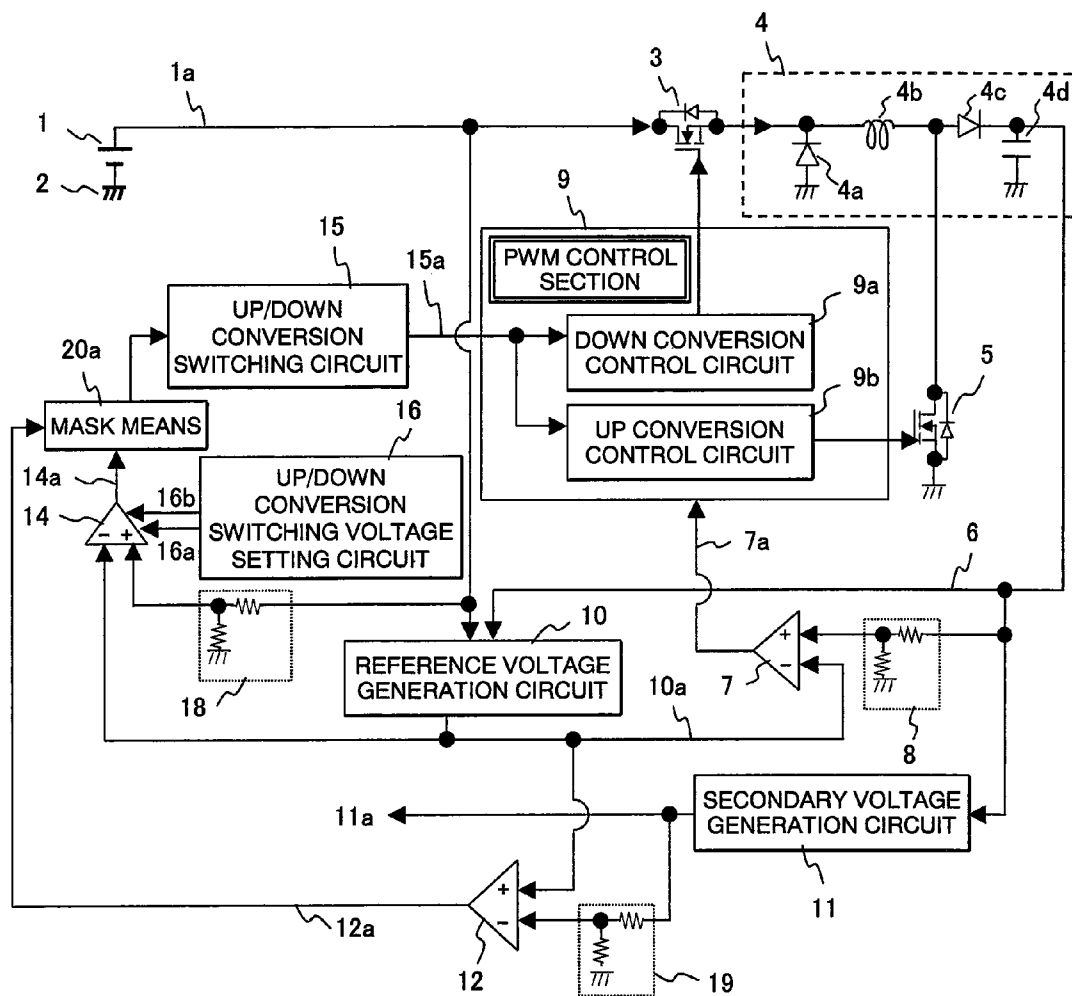 4
1a
3
4b
4c
4d
1
2
4a
9
15
15a
PWM CONTROL
SECTION
9a
UP/DOWN
CONVERSION
SWITCHING CIRCUIT
DOWN CONVERSION
CONTROL CIRCUIT
20a
9b
5
MASK MEANS
16
UP CONVERSION
CONTROL CIRCUIT
14a
UP/DOWN
CONVERSION
SWITCHING VOLTAGE
SETTING CIRCUIT
16b
14
- +
16a
7a
6
10
+
REFERENCE VOLTAGE
GENERATION CIRCUIT
−
7
18
10a
8
SECONDARY VOLTAGE
GENERATION CIRCUIT
11a
+
−
11
12a
12
19